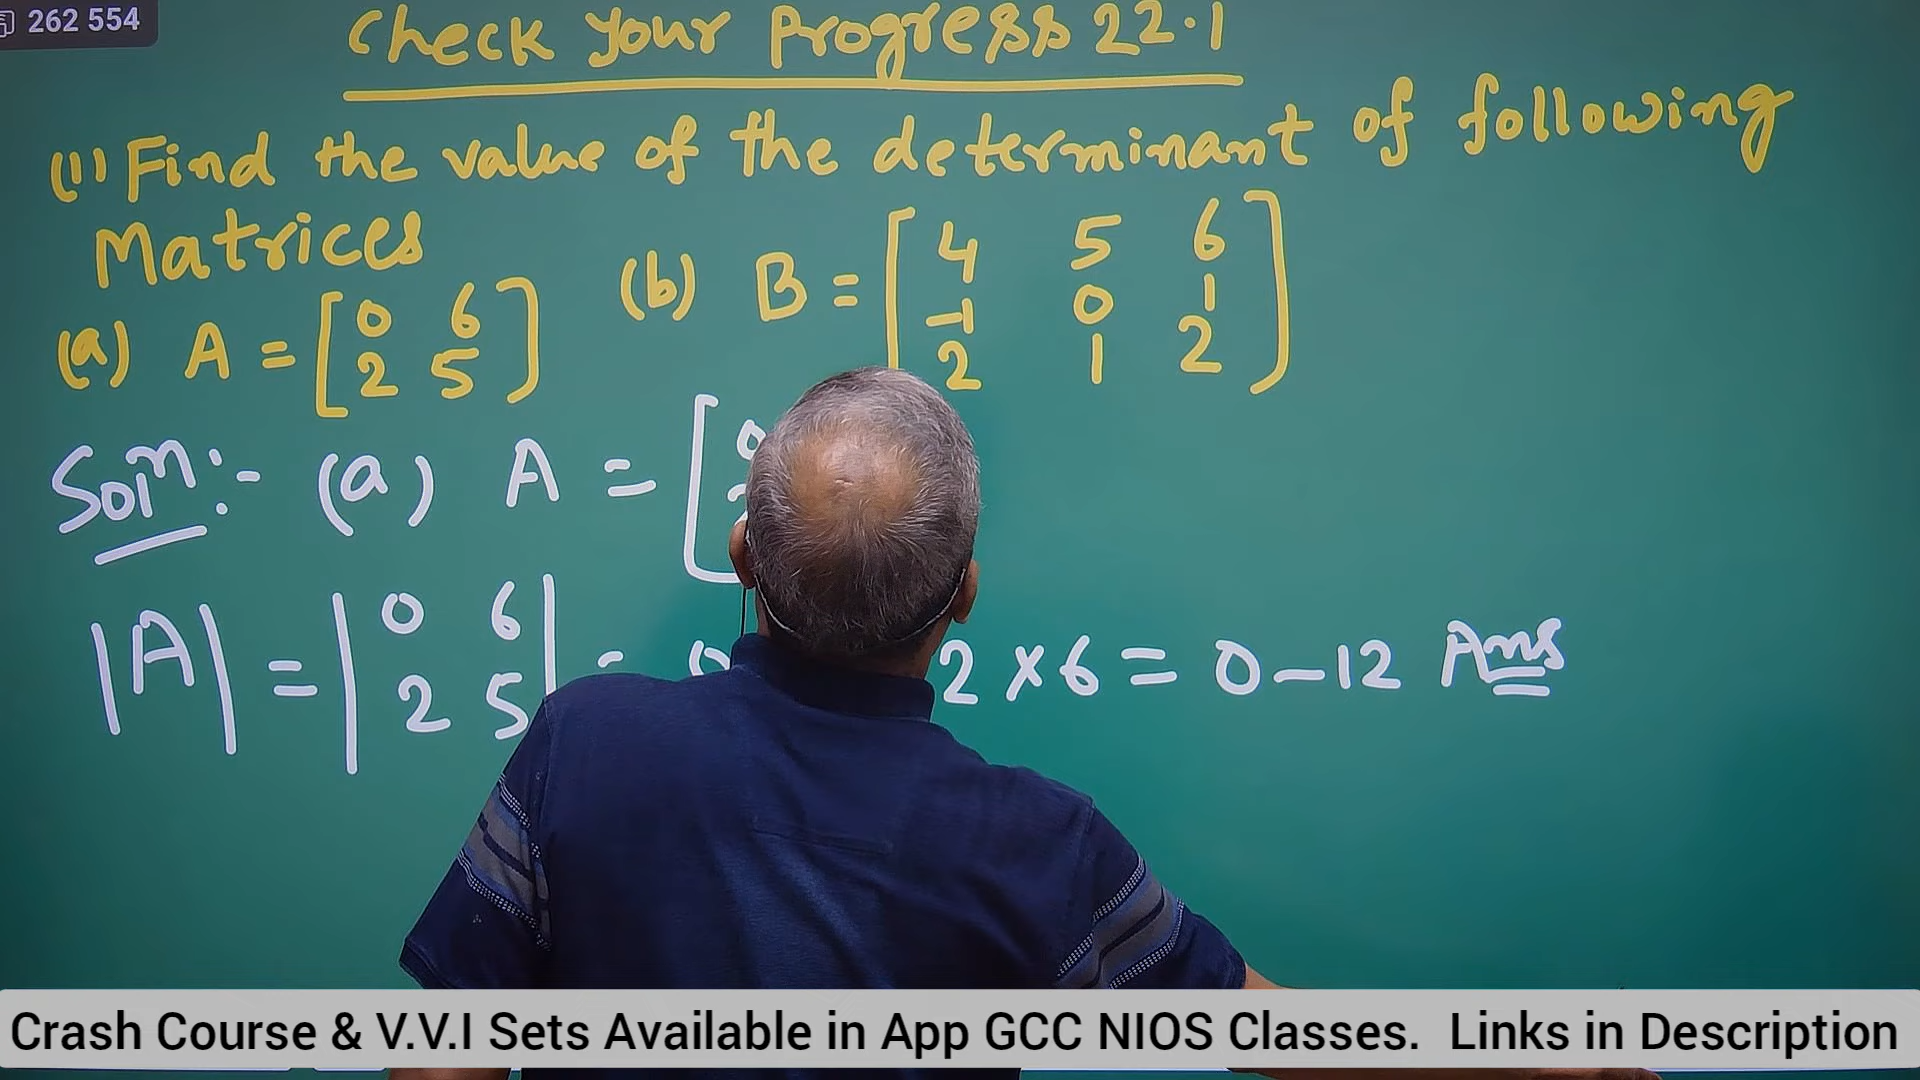 262 554
Check Your Progress 22.1
(1) Find the value of the determinant of following
Matrices
(a) A = [0 6
2 5]
(b) B = [4 5 6
-1 0 1
2 1 2]
Soln:- (a) A = [0
|A| = |0 6
2 5| = 0 2 × 6 = 0 - 12 Ans
Crash Course & V.V.I Sets Available in App GCC NIOS Classes. Links in Description